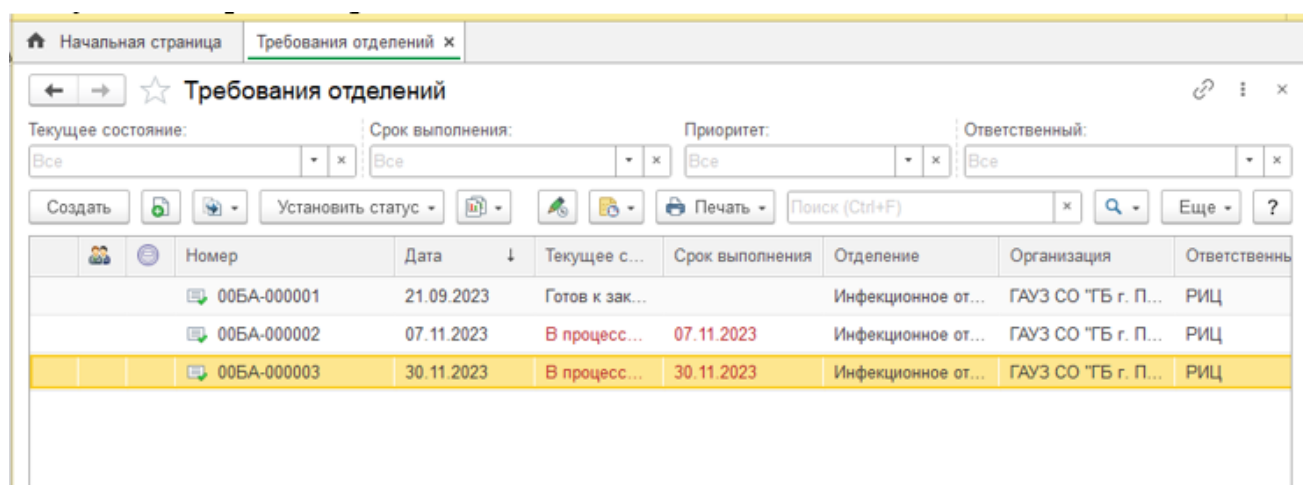 Начальная страница Требования отделений ×
Требования отделений
Текущее состояние: Срок выполнения: Приоритет: Ответственный:
Все Все Все Все
Создать Установить статус Печать Поиск (Ctrl+F) Еще ?
Номер Дата ↓ Текущее с... Срок выполнения Отделение Организация Ответственнь
00БА-000001 21.09.2023 Готов к зак... Инфекционное от... ГАУЗ СО "ГБ г. П... РИЦ
00БА-000002 07.11.2023 В процесс... 07.11.2023 Инфекционное от... ГАУЗ СО "ГБ г. П... РИЦ
00БА-000003 30.11.2023 В процесс... 30.11.2023 Инфекционное от... ГАУЗ СО "ГБ г. П... РИЦ